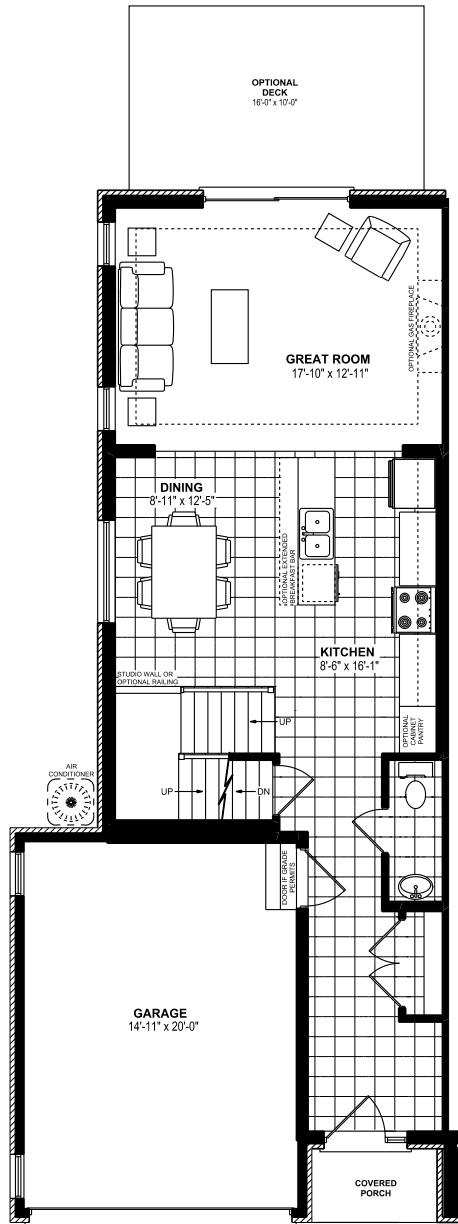 OPTIONAL
DECK
16'-0" x 10'-0"
OPTIONAL GAS FIREPLACE
GREAT ROOM
17'-10" x 12'-11"
DINING
8'-11" x 12'-5"
OPTIONAL EXTENDED
BREAKFAST BAR
KITCHEN
8'-6" x 16'-1"
STUDIO WALL OR
OPTIONAL RAILING
UP
OPTIONAL
CABINET
PANTRY
AIR
CONDITIONER
UP
DN
DOOR IF GRADE
PERMITS
GARAGE
14'-11" x 20'-0"
COVERED
PORCH